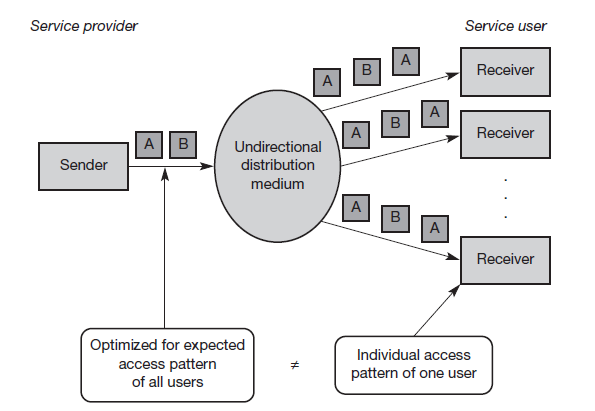 Service provider
Service user
A
B
A
Receiver
A
B
A
Receiver
A
B
Sender
Undirectional
distribution
medium
.
.
.
A
B
A
Receiver
Optimized for expected
access pattern
of all users
≠
Individual access
pattern of one user